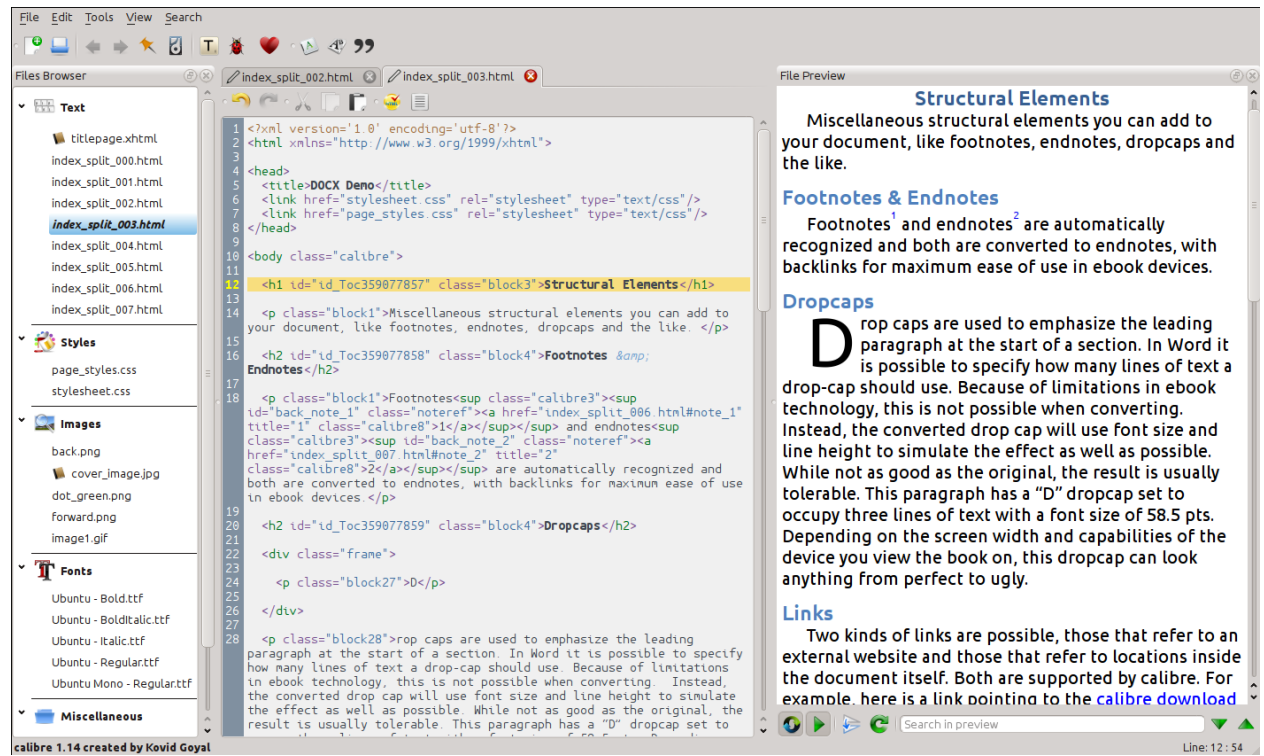 File Edit Tools View Search
Files Browser
Text
titlepage.xhtml
index_split_000.html
index_split_001.html
index_split_002.html
index_split_003.html
index_split_004.html
index_split_005.html
index_split_006.html
index_split_007.html
Styles
page_styles.css
stylesheet.css
Images
back.png
cover_image.jpg
dot_green.png
forward.png
image1.gif
Fonts
Ubuntu - Bold.ttf
Ubuntu - BoldItalic.ttf
Ubuntu - Italic.ttf
Ubuntu - Regular.ttf
Ubuntu Mono - Regular.ttf
Miscellaneous
index_split_002.html index_split_003.html
1 <?xml version='1.0' encoding='utf-8'?>
2 <html xmlns="http://www.w3.org/1999/xhtml">
3
4 <head>
5 <title>DOCX Demo</title>
6 <link href="stylesheet.css" rel="stylesheet" type="text/css"/>
7 <link href="page_styles.css" rel="stylesheet" type="text/css"/>
8 </head>
9
10 <body class="calibre">
11
12 <h1 id="id_Toc359077857" class="block3">Structural Elements</h1>
13
14 <p class="block1">Miscellaneous structural elements you can add to
your document, like footnotes, endnotes, dropcaps and the like. </p>
15
16 <h2 id="id_Toc359077858" class="block4">Footnotes &amp;
Endnotes</h2>
17
18 <p class="block1">Footnotes<sup class="calibre3"><sup
id="back_note_1" class="noteref"><a href="index_split_006.html#note_1"
title="1" class="calibre8">1</a></sup></sup> and endnotes<sup
class="calibre3"><sup id="back_note_2" class="noteref"><a
href="index_split_007.html#note_2" title="2"
class="calibre8">2</a></sup></sup> are automatically recognized and
both are converted to endnotes, with backlinks for maximum ease of use
in ebook devices.</p>
19
20 <h2 id="id_Toc359077859" class="block4">Dropcaps</h2>
21
22 <div class="frame">
23
24 <p class="block27">D</p>
25
26 </div>
27
28 <p class="block28">rop caps are used to emphasize the leading
paragraph at the start of a section. In Word it is possible to specify
how many lines of text a drop-cap should use. Because of limitations
in ebook technology, this is not possible when converting. Instead,
the converted drop cap will use font size and line height to simulate
the effect as well as possible. While not as good as the original, the
result is usually tolerable. This paragraph has a "D" dropcap set to
File Preview
Structural Elements
Miscellaneous structural elements you can add to
your document, like footnotes, endnotes, dropcaps and
the like.
Footnotes & Endnotes
Footnotes1 and endnotes2 are automatically
recognized and both are converted to endnotes, with
backlinks for maximum ease of use in ebook devices.
Dropcaps
Drop caps are used to emphasize the leading
paragraph at the start of a section. In Word it
is possible to specify how many lines of text a
drop-cap should use. Because of limitations in ebook
technology, this is not possible when converting.
Instead, the converted drop cap will use font size and
line height to simulate the effect as well as possible.
While not as good as the original, the result is usually
tolerable. This paragraph has a “D” dropcap set to
occupy three lines of text with a font size of 58.5 pts.
Depending on the screen width and capabilities of the
device you view the book on, this dropcap can look
anything from perfect to ugly.
Links
Two kinds of links are possible, those that refer to an
external website and those that refer to locations inside
the document itself. Both are supported by calibre. For
example, here is a link pointing to the calibre download
Search in preview
calibre 1.14 created by Kovid Goyal
Line: 12 : 54